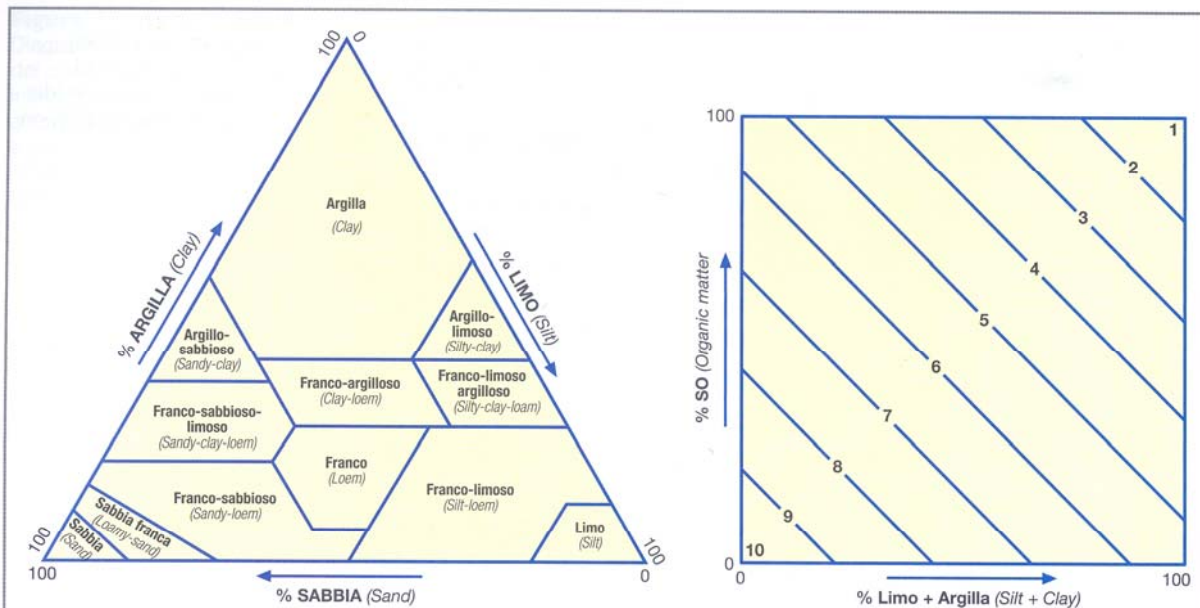 100
0
Argilla
(Clay)
% ARGILLA (Clay)
% LIMO (Silt)
Argillo-
sabbioso
(Sandy-clay)
Argillo-
limoso
(Silty-clay)
Franco-argilloso
(Clay-loem)
Franco-limoso
argilloso
(Silty-clay-loam)
Franco-sabbioso-
limoso
(Sandy-clay-loem)
Franco
(Loem)
Franco-sabbioso
(Sandy-loem)
Franco-limoso
(Silt-loem)
Sabbia franca
(Loamy-sand)
Sabbia
(Sand)
Limo
(Silt)
100
100
100
0
% SABBIA (Sand)
100
% SO (Organic matter
0
1
2
3
4
5
6
7
8
9
10
0
100
% Limo + Argilla (Silt + Clay)